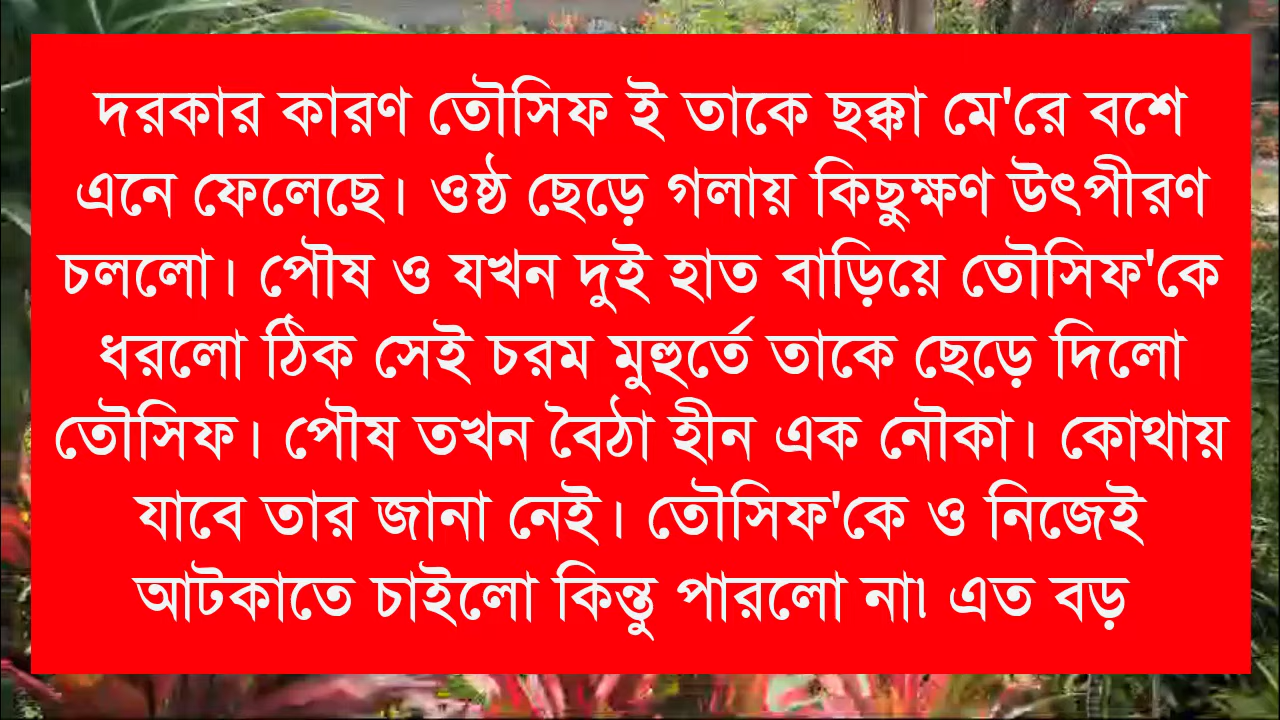 দরকার কারণ তৌসিফ ই তাকে ছক্কা মে'রে বশে
এনে ফেলেছে। ওষ্ঠ ছেড়ে গলায় কিছুক্ষণ উৎপীরণ
চললো। পৌষ ও যখন দুই হাত বাড়িয়ে তৌসিফ'কে
ধরলো ঠিক সেই চরম মুহুর্তে তাকে ছেড়ে দিলো
তৌসিফ। পৌষ তখন বৈঠা হীন এক নৌকা। কোথায়
যাবে তার জানা নেই। তৌসিফ'কে ও নিজেই
আটকাতে চাইলো কিন্তু পারলো না৷ এত বড়